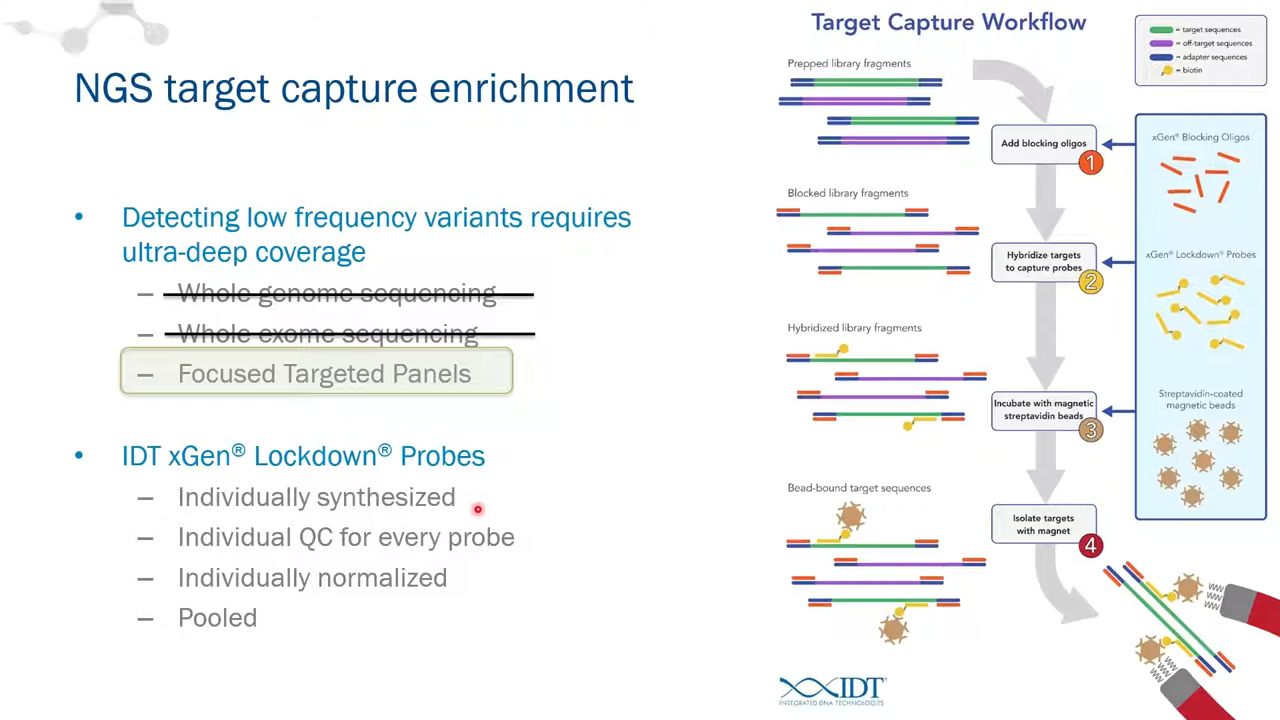 NGS target capture enrichment
• Detecting low frequency variants requires
ultra-deep coverage
– Whole genome sequencing
– Whole exome sequencing
– Focused Targeted Panels
• IDT xGen® Lockdown® Probes
– Individually synthesized
– Individual QC for every probe
– Individually normalized
– Pooled
Target Capture Workflow
= target sequences
= off-target sequences
= adapter sequences
= biotin
Prepped library fragments
Add blocking oligos
1
xGen® Blocking Oligos
Blocked library fragments
Hybridize targets
to capture probes
2
xGen® Lockdown® Probes
Hybridized library fragments
Incubate with magnetic
streptavidin beads
3
Streptavidin-coated
magnetic beads
Bead-bound target sequences
Isolate targets
with magnet
4
IDT®
INTEGRATED DNA TECHNOLOGIES